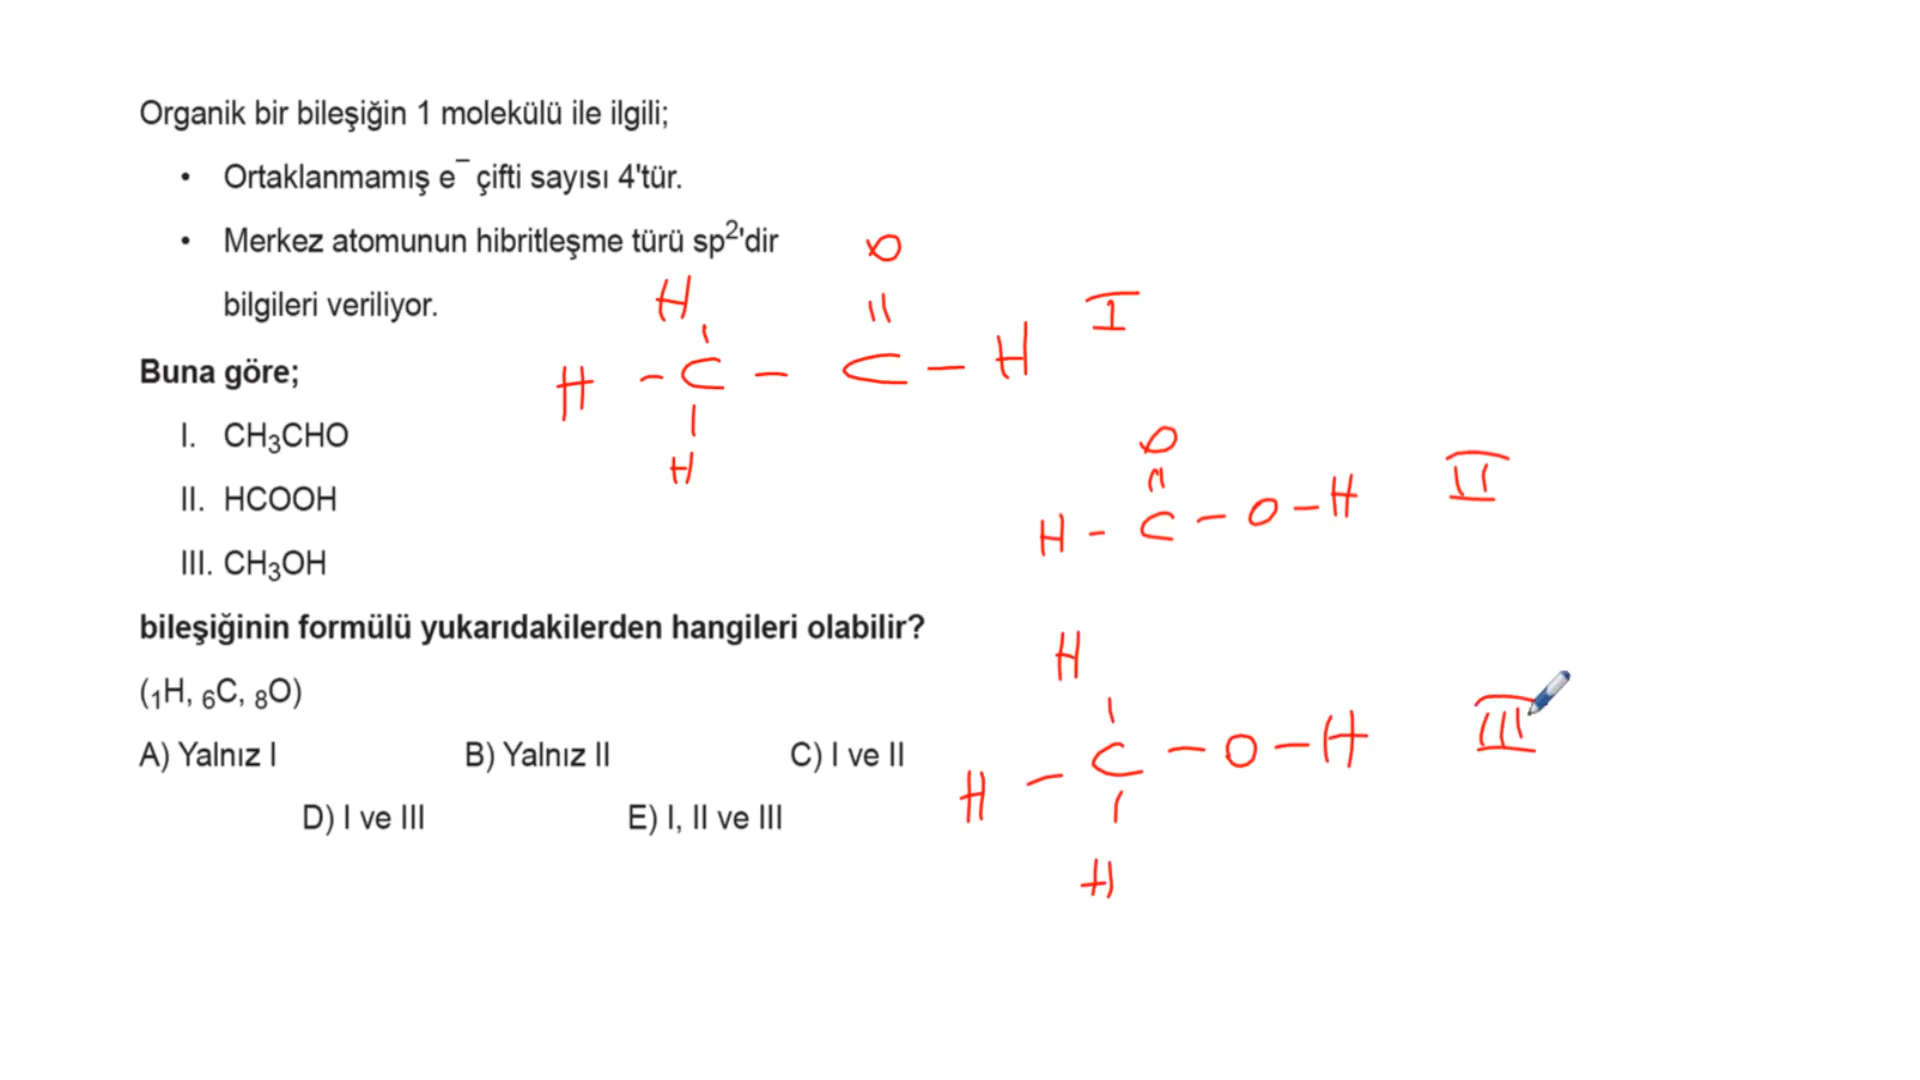 Organik bir bileşiğin 1 molekülü ile ilgili;
• Ortaklanmamış e⁻ çifti sayısı 4'tür.
• Merkez atomunun hibritleşme türü sp²'dir
bilgileri veriliyor.
Buna göre;
I. CH₃CHO
II. HCOOH
III. CH₃OH
bileşiğinin formülü yukarıdakilerden hangileri olabilir?
(₁H, ₆C, ₈O)
A) Yalnız I B) Yalnız II C) I ve II
D) I ve III E) I, II ve III
O
H || I
H - C - C - H
|
H
O
||
H - C - O - H II
H
|
H - C - O - H III
|
H